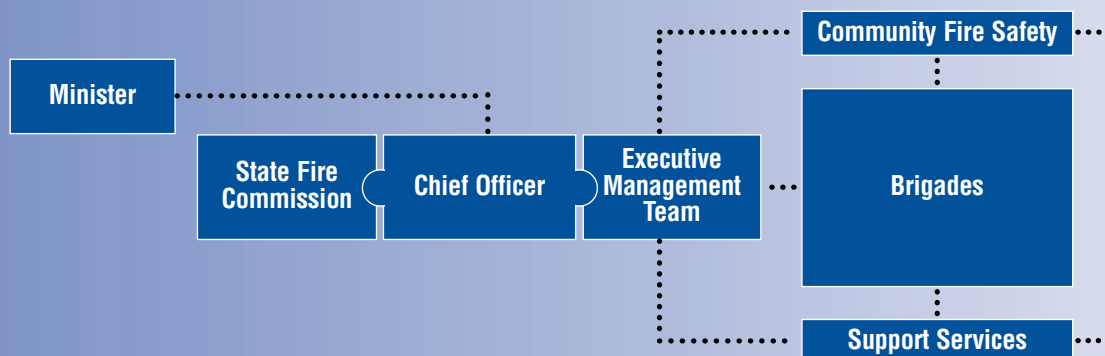 Minister
State Fire
Commission
Chief Officer
Executive
Management
Team
Community Fire Safety
Brigades
Support Services